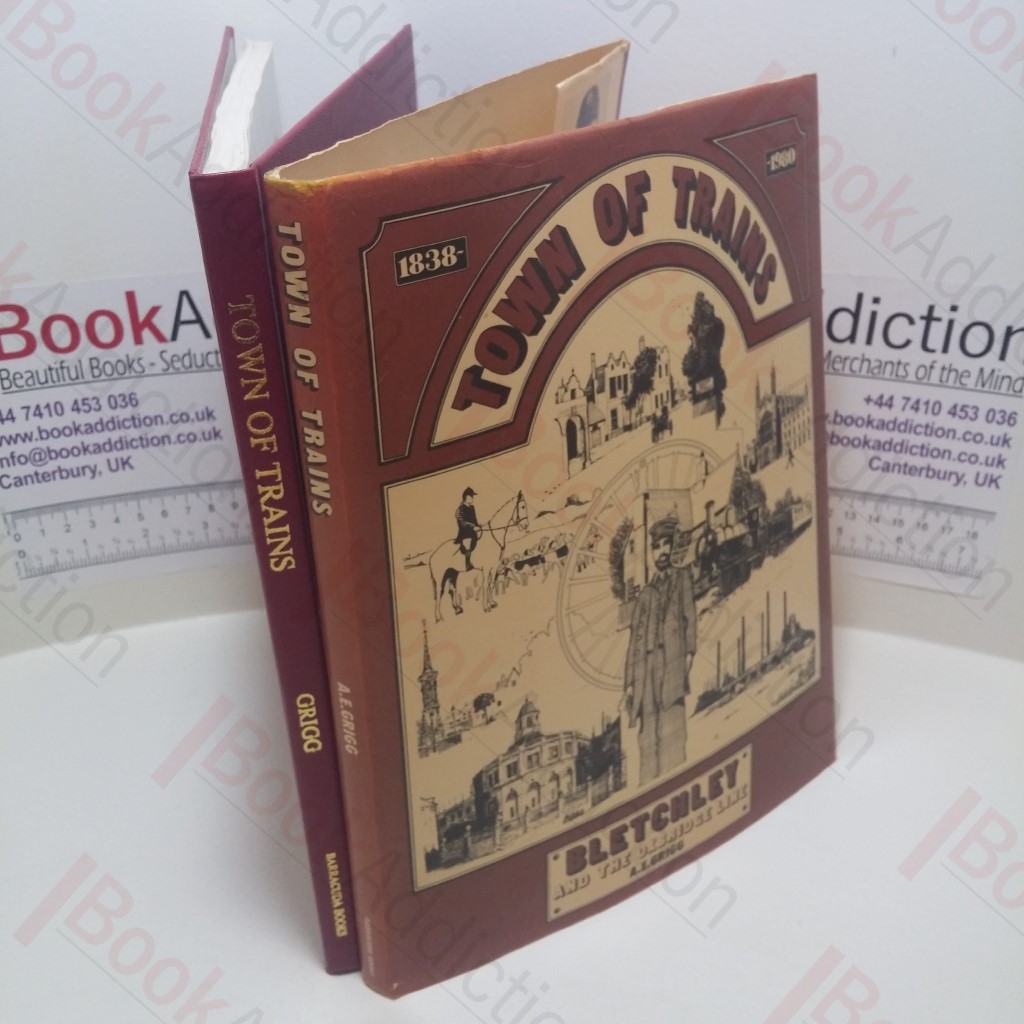 BookA
Beautiful Books - Seduct
+44 7410 453 036
www.bookaddiction.co.uk
info@bookaddiction.co.uk
Canterbury, UK
TOWN OF TRAINS
GRIGG
BARRACUDA BOOKS
TOWN OF TRAINS
A.E.GRIGG
1838-
-1980
TOWN OF TRAINS
BLETCHLEY
AND THE OXBRIDGE LINE
A.E.GRIGG
ddiction
Merchants of the Mind
+44 7410 453 036
bookaddiction.co.uk
@bookaddiction.co.uk
Canterbury, UK
BookAddiction